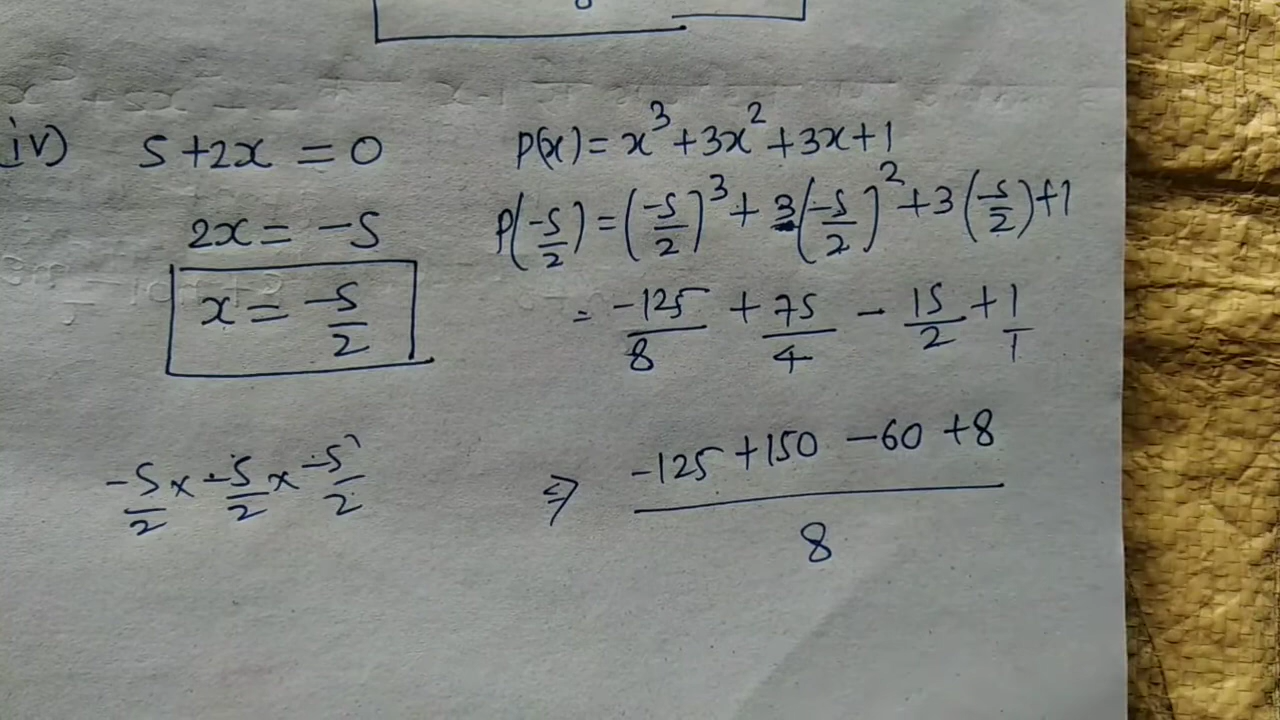 iv) 5+2x = 0
2x = -5
x = -5/2
-5/2 x -5/2 x -5/2
P(x) = x³ + 3x² + 3x + 1
P(-5/2) = (-5/2)³ + 3(-5/2)² + 3(-5/2) + 1
= -125/8 + 75/4 - 15/2 + 1/1
⇒ -125 + 150 - 60 + 8 / 8